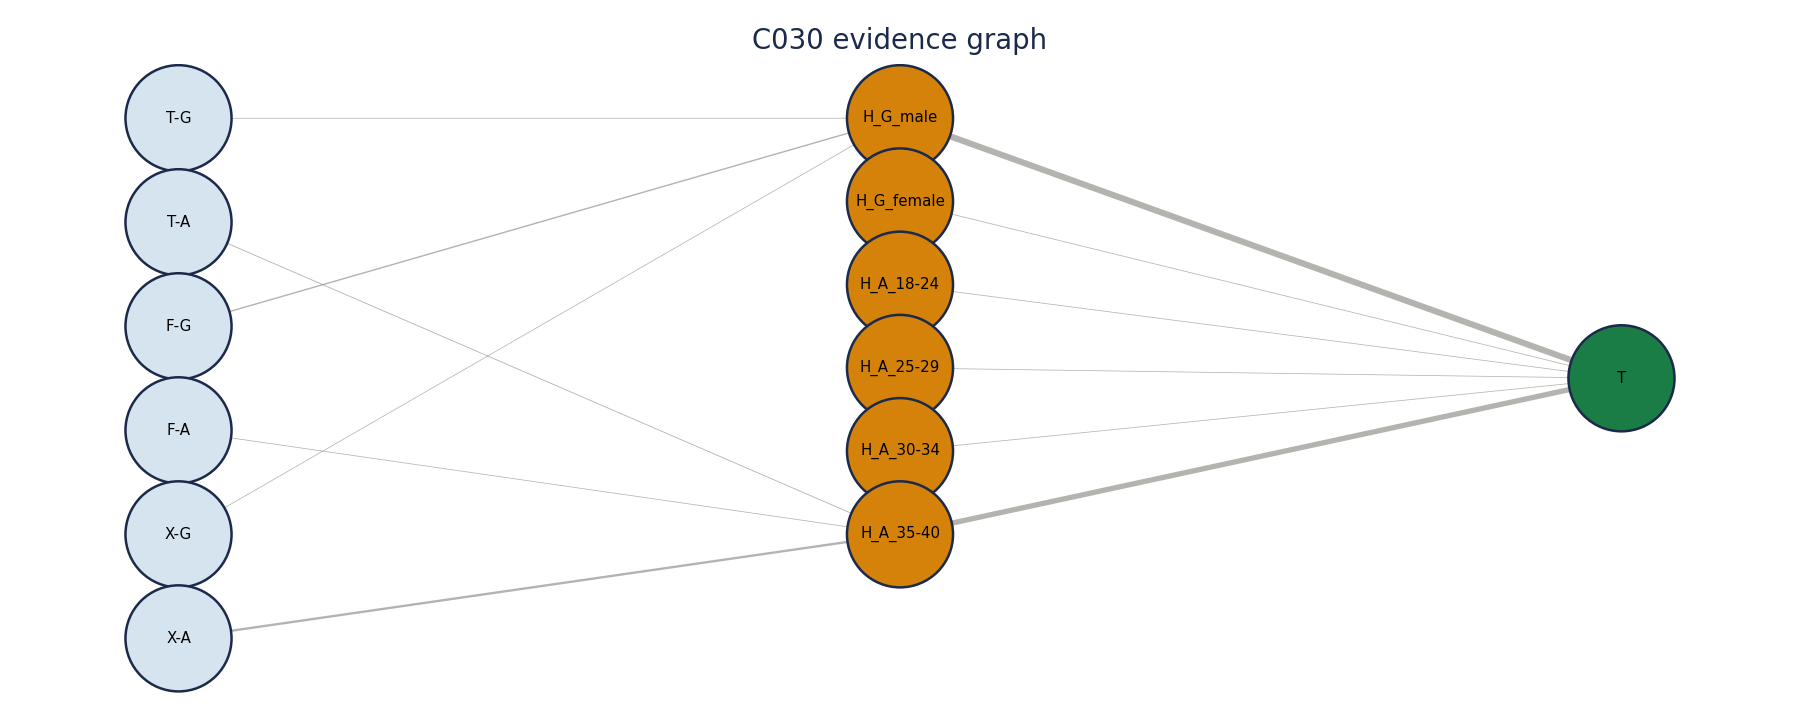 C030 evidence graph
T-G
T-A
F-G
F-A
X-G
X-A
H_G_male
H_G_female
H_A_18-24
H_A_25-29
H_A_30-34
H_A_35-40
T